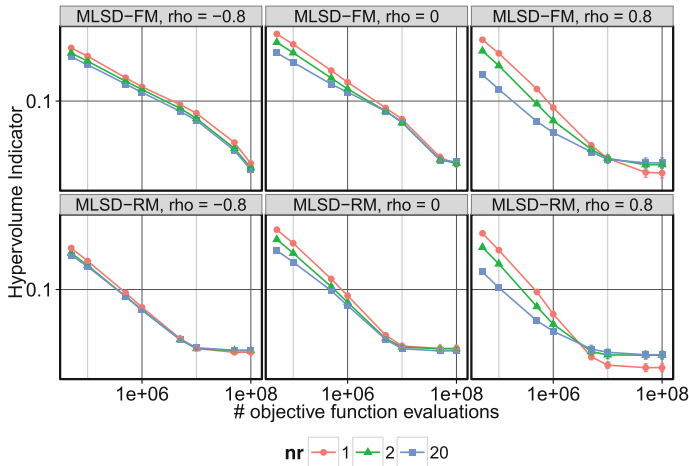 MLSD−FM, rho = −0.8
MLSD−FM, rho = 0
MLSD−FM, rho = 0.8
0.1
MLSD−RM, rho = −0.8
MLSD−RM, rho = 0
MLSD−RM, rho = 0.8
0.1
Hypervolume Indicator
1e+06 1e+08 1e+06 1e+08 1e+06 1e+08
# objective function evaluations
nr 1 2 20